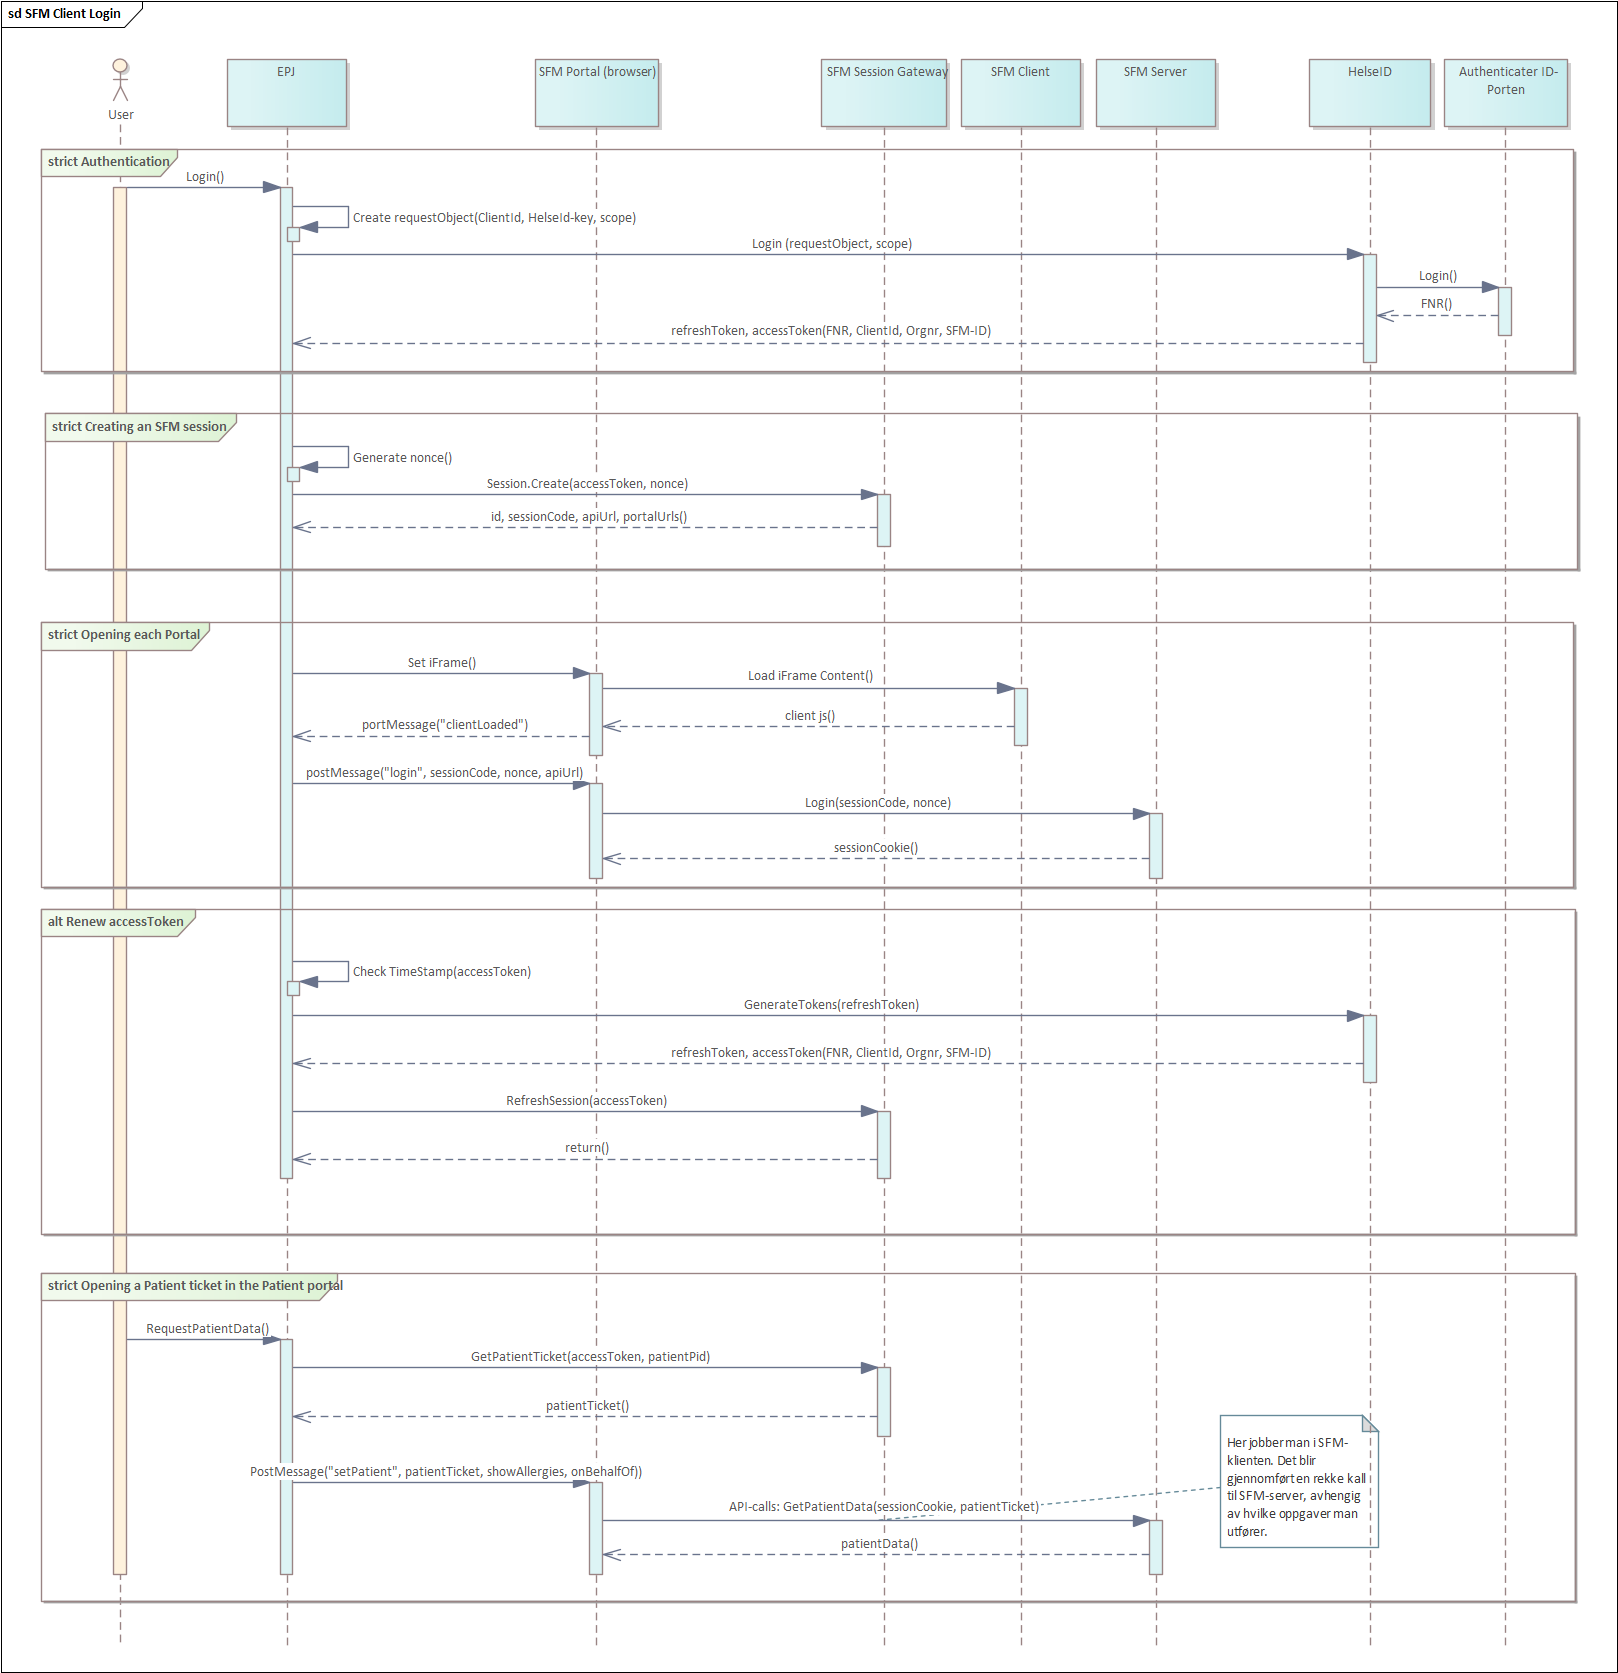 sd SFM Client Login
User
EPJ
SFM Portal (browser)
SFM Session Gateway
SFM Client
SFM Server
HelseID
Authenticater ID-
Porten
strict Authentication
Login()
Create requestObject(ClientId, HelseId-key, scope)
Login (requestObject, scope)
Login()
FNR()
refreshToken, accessToken(FNR, ClientId, Orgnr, SFM-ID)
strict Creating an SFM session
Generate nonce()
Session.Create(accessToken, nonce)
id, sessionCode, apiUrl, portalUrls()
strict Opening each Portal
Set iFrame()
Load iFrame Content()
client js()
portMessage("clientLoaded")
postMessage("login", sessionCode, nonce, apiUrl)
Login(sessionCode, nonce)
sessionCookie()
alt Renew accessToken
Check TimeStamp(accessToken)
GenerateTokens(refreshToken)
refreshToken, accessToken(FNR, ClientId, Orgnr, SFM-ID)
RefreshSession(accessToken)
return()
strict Opening a Patient ticket in the Patient portal
RequestPatientData()
GetPatientTicket(accessToken, patientPid)
patientTicket()
PostMessage("setPatient", patientTicket, showAllergies, onBehalfOf))
API-calls: GetPatientData(sessionCookie, patientTicket)
patientData()
Her jobber man i SFM-
klienten. Det blir
gjennomført en rekke kall
til SFM-server, avhengig
av hvilke oppgaver man
utfører.